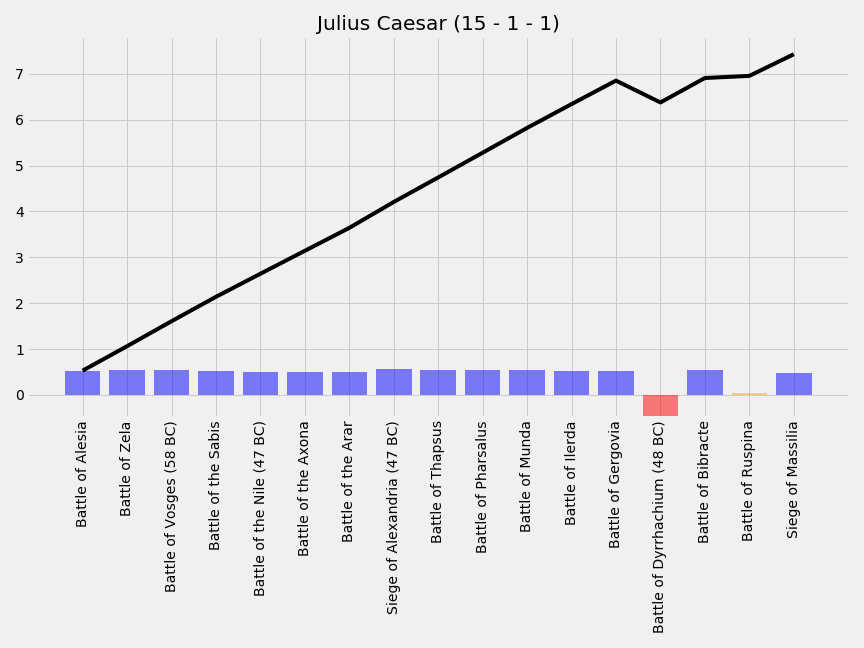 Julius Caesar (15 - 1 - 1)
7
6
5
4
3
2
1
0
Battle of Alesia
Battle of Zela
Battle of Vosges (58 BC)
Battle of the Sabis
Battle of the Nile (47 BC)
Battle of the Axona
Battle of the Arar
Siege of Alexandria (47 BC)
Battle of Thapsus
Battle of Pharsalus
Battle of Munda
Battle of Ilerda
Battle of Gergovia
Battle of Dyrrhachium (48 BC)
Battle of Bibracte
Battle of Ruspina
Siege of Massilia